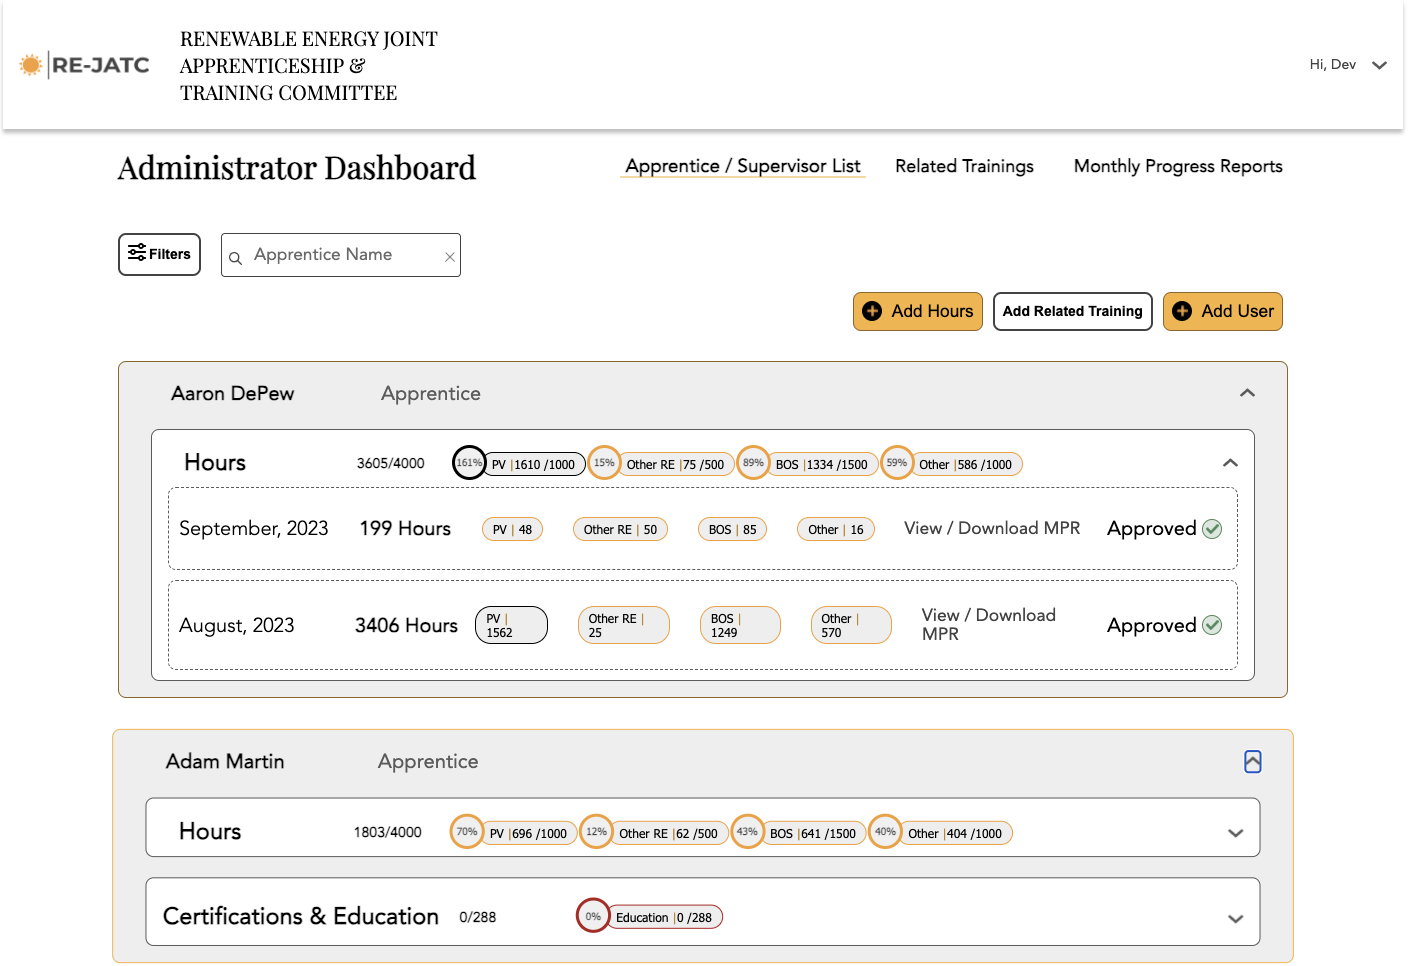 RE-JATC
RENEWABLE ENERGY JOINT
APPRENTICESHIP &
TRAINING COMMITTEE
Hi, Dev
Administrator Dashboard
Apprentice / Supervisor List
Related Trainings
Monthly Progress Reports
Filters
Apprentice Name
Add Hours
Add Related Training
Add User
Aaron DePew
Apprentice
Hours
3605/4000
161% PV |1610 /1000
15% Other RE |75 /500
89% BOS |1334 /1500
59% Other |586 /1000
September, 2023
199 Hours
PV | 48
Other RE | 50
BOS | 85
Other | 16
View / Download MPR
Approved
August, 2023
3406 Hours
PV |
1562
Other RE |
25
BOS |
1249
Other |
570
View / Download
MPR
Approved
Adam Martin
Apprentice
Hours
1803/4000
70% PV |696 /1000
12% Other RE |62 /500
43% BOS |641 /1500
40% Other |404 /1000
Certifications & Education
0/288
0% Education |0 /288